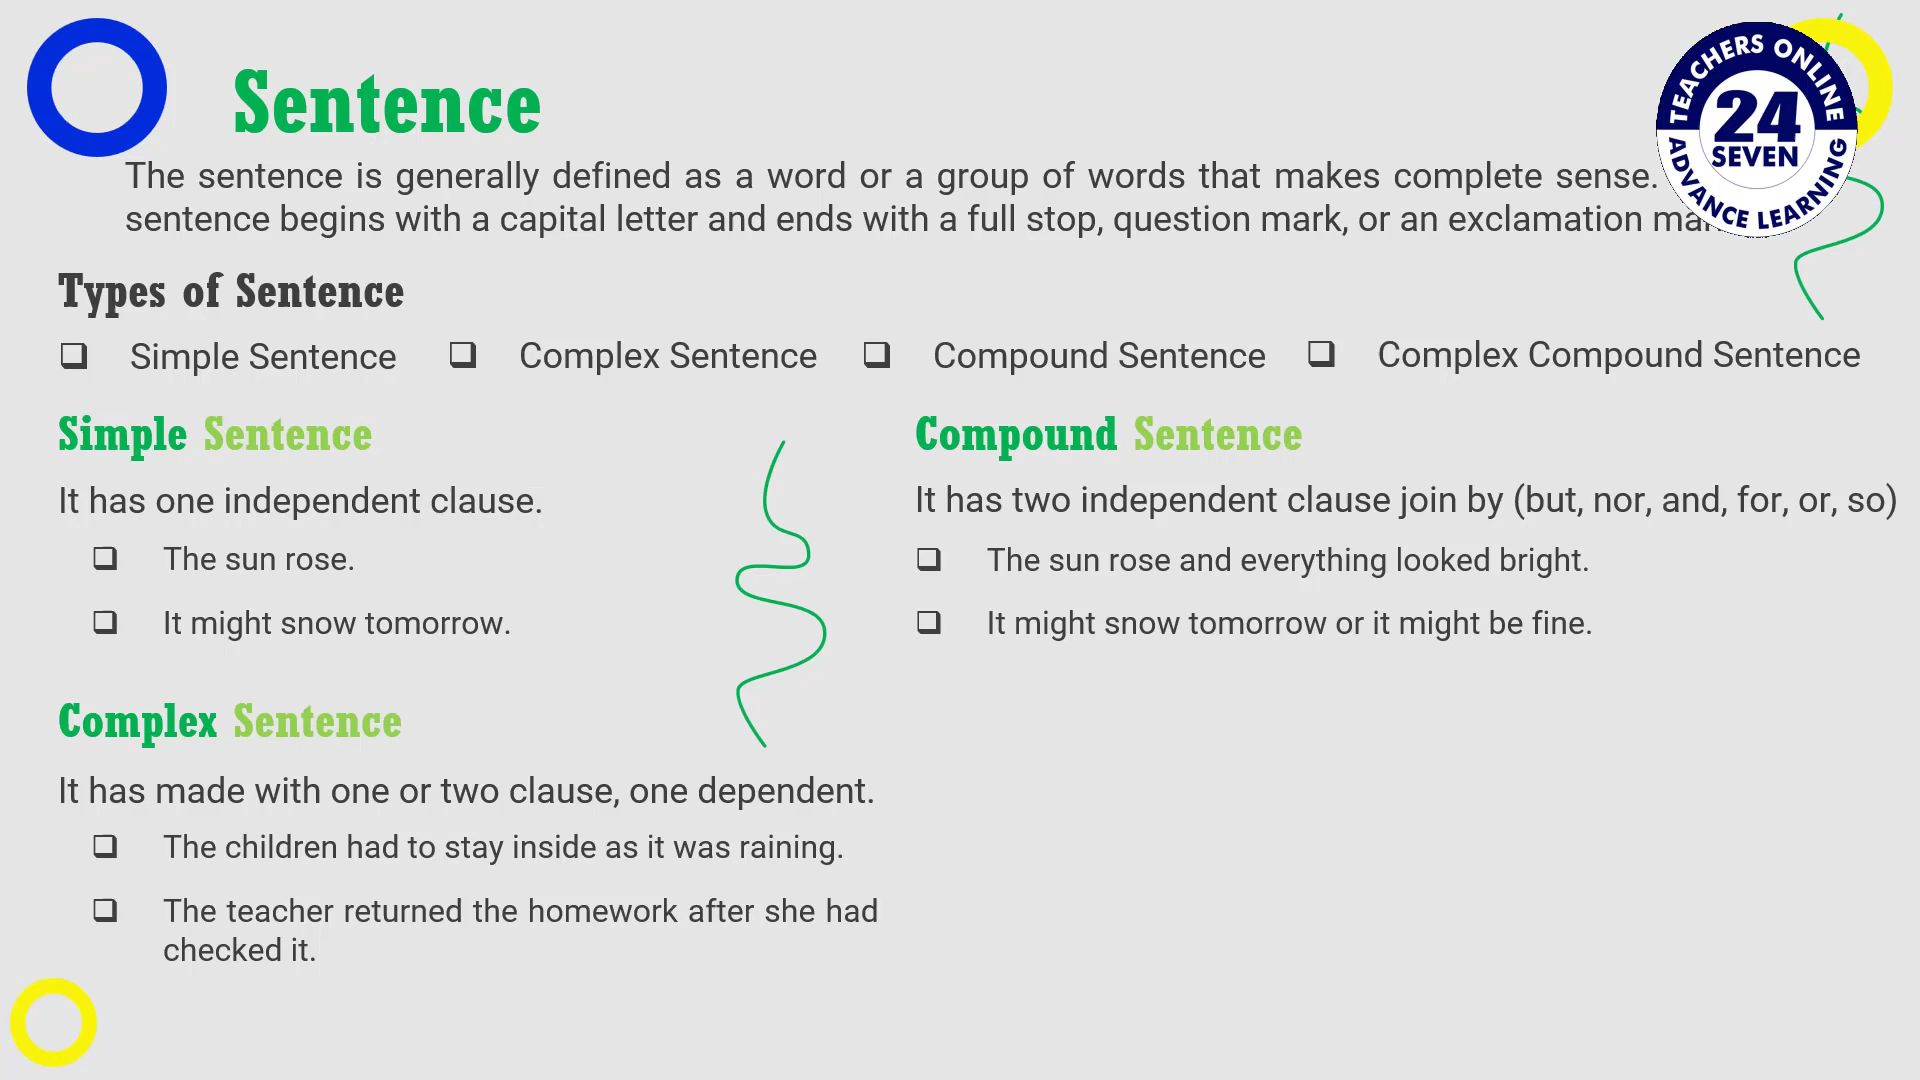 Sentence
The sentence is generally defined as a word or a group of words that makes complete sense.
sentence begins with a capital letter and ends with a full stop, question mark, or an exclamation
TEACHERS ONLINE
24
SEVEN
ADVANCE LEARNING
Types of Sentence
Simple Sentence
Complex Sentence
Compound Sentence
Complex Compound Sentence
Simple Sentence
It has one independent clause.
The sun rose.
It might snow tomorrow.
Compound Sentence
It has two independent clause join by (but, nor, and, for, or, so)
The sun rose and everything looked bright.
It might snow tomorrow or it might be fine.
Complex Sentence
It has made with one or two clause, one dependent.
The children had to stay inside as it was raining.
The teacher returned the homework after she had
checked it.